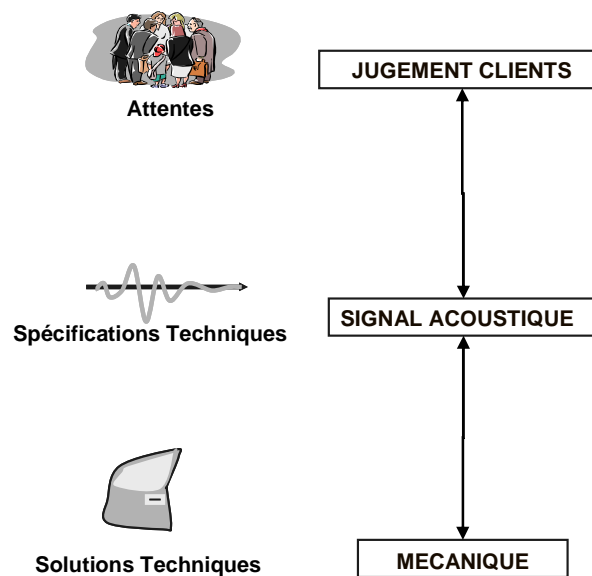 JUGEMENT CLIENTS
Attentes
Spécifications Techniques
SIGNAL ACOUSTIQUE
Solutions Techniques
MECANIQUE